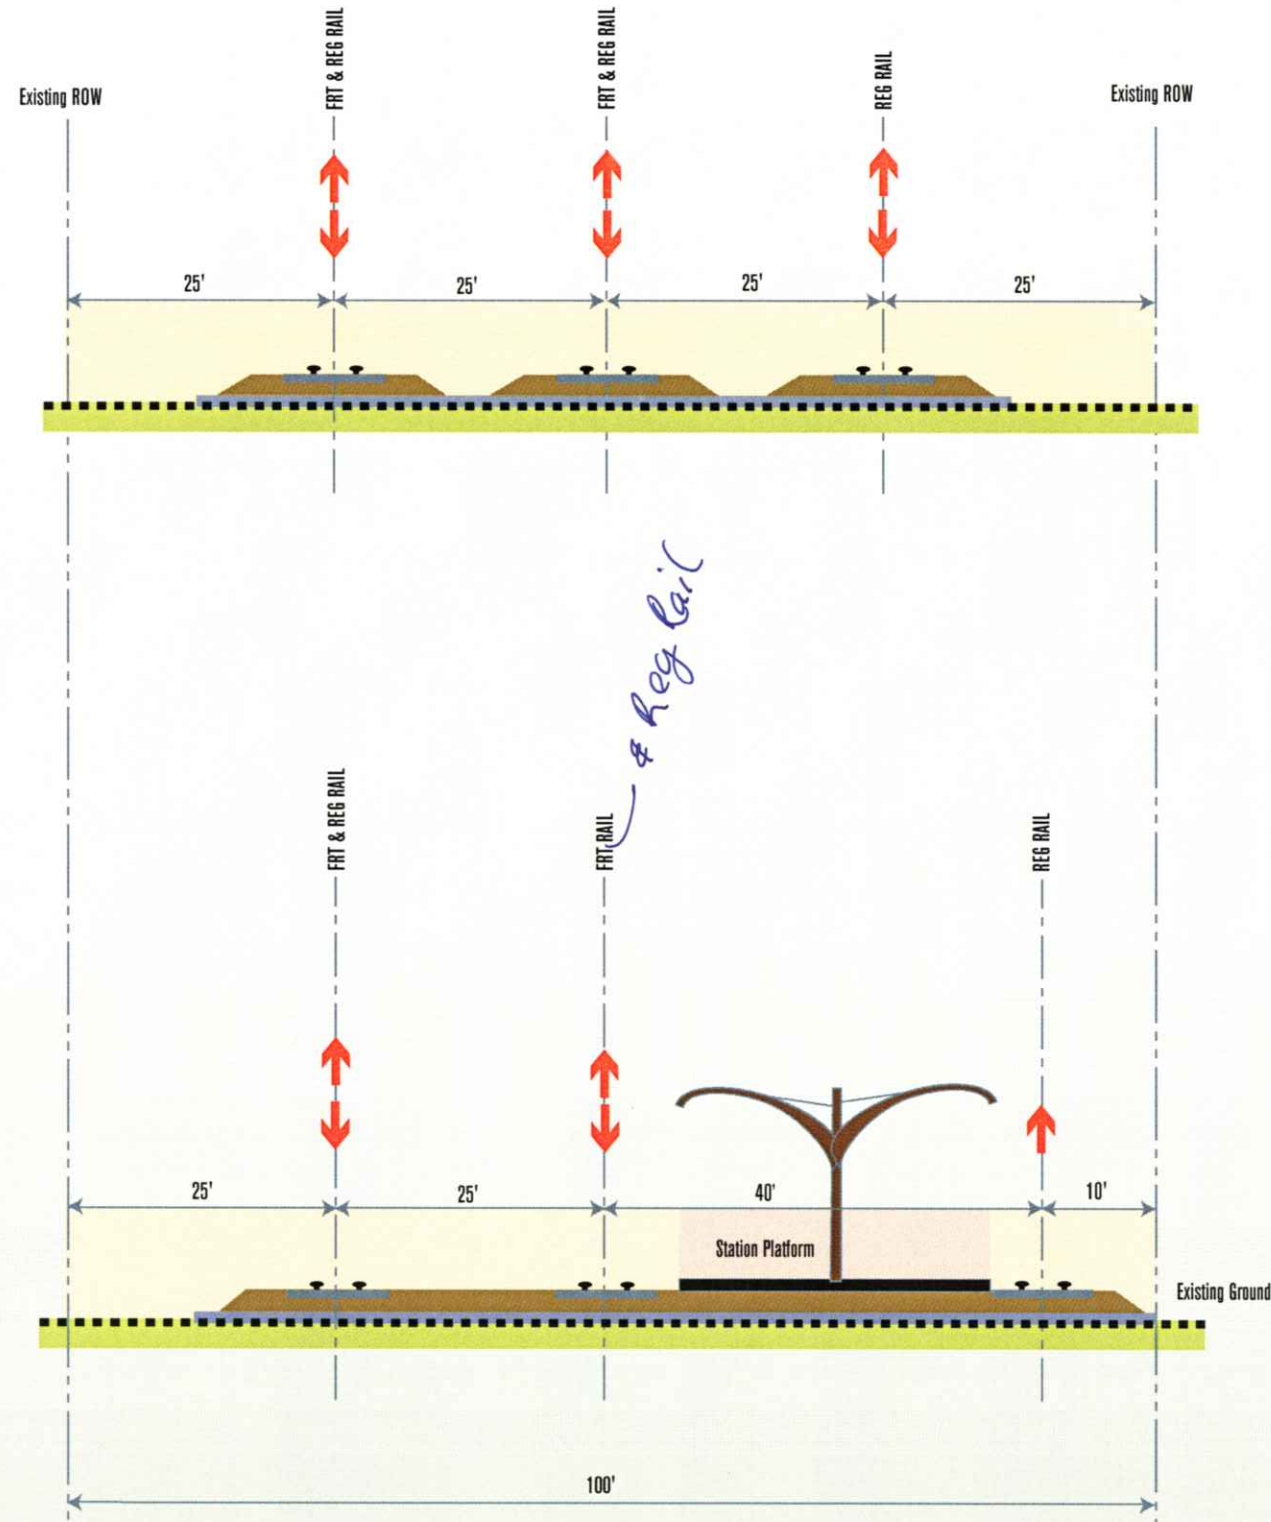 FRT & REG RAIL
FRT & REG RAIL
REG RAIL
Existing ROW
Existing ROW
25'
25'
25'
25'
& Reg Rail
FRT & REG RAIL
FRT RAIL
REG RAIL
25'
25'
40'
10'
Station Platform
Existing Ground
100'